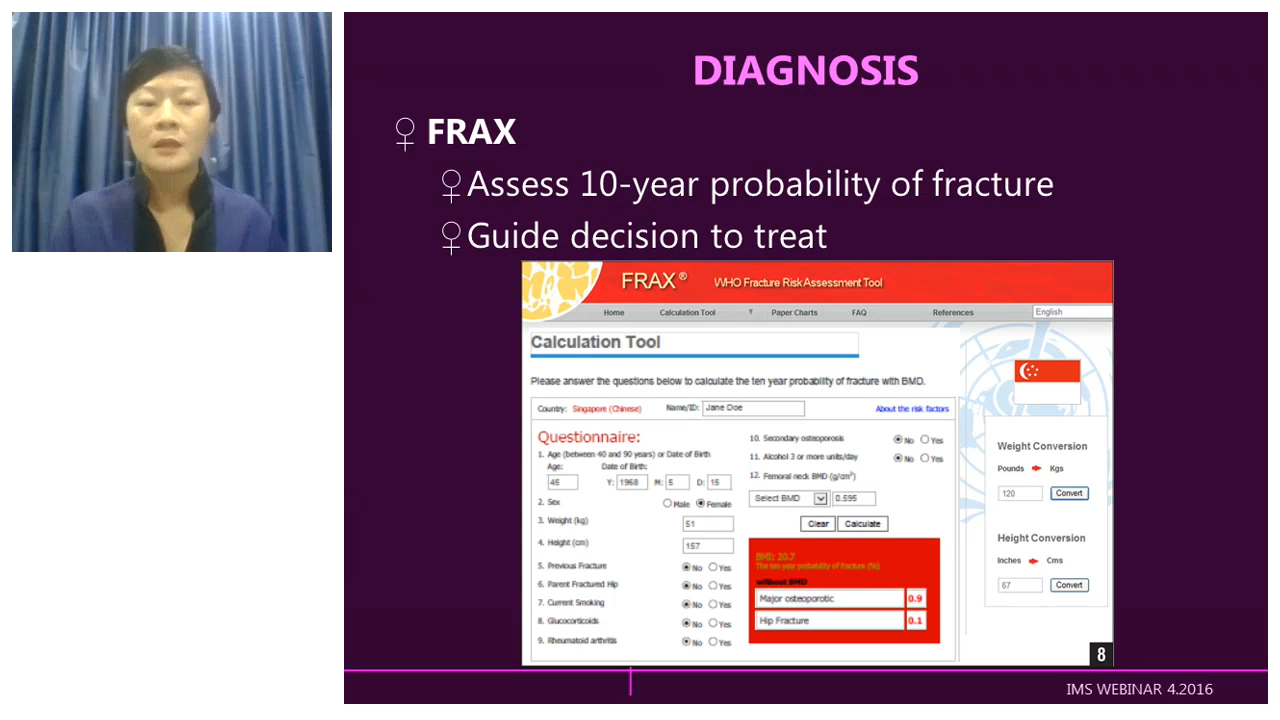 DIAGNOSIS
♀ FRAX
♀ Assess 10-year probability of fracture
♀ Guide decision to treat
FRAX ® WHO Fracture Risk Assessment Tool
Home Calculation Tool ▼ Paper Charts FAQ References English
Calculation Tool
Please answer the questions below to calculate the ten year probability of fracture with BMD.
Country: Singapore (Chinese) Name/ID: Jane Doe About the risk factors
Questionnaire:
1. Age (between 40 and 90 years) or Date of Birth
Age: Date of Birth:
45 Y: 1968 M: 5 D: 15
2. Sex Male Female
3. Weight (kg) 51
4. Height (cm) 157
5. Previous Fracture No Yes
6. Parent Fractured Hip No Yes
7. Current Smoking No Yes
8. Glucocorticoids No Yes
9. Rheumatoid arthritis No Yes
10. Secondary osteoporosis No Yes
11. Alcohol 3 or more units/day No Yes
12. Femoral neck BMD (g/cm²)
Select BMD 0.595
Clear Calculate
BMI: 20.7
The ten year probability of fracture (%)
without BMD
Major osteoporotic 0.9
Hip Fracture 0.1
Weight Conversion
Pounds Kgs
120 Convert
Height Conversion
Inches Cms
67 Convert
8
IMS WEBINAR 4.2016